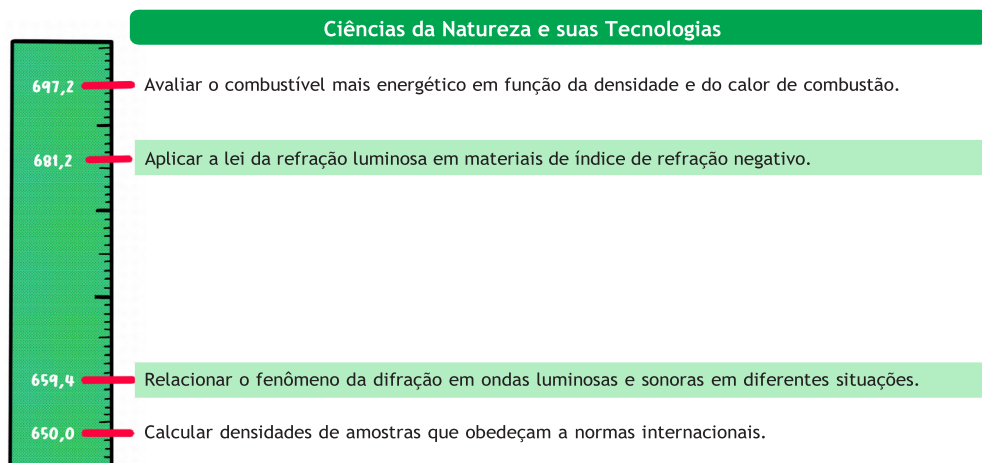 Ciências da Natureza e suas Tecnologias
697,2 Avaliar o combustível mais energético em função da densidade e do calor de combustão.
681,2 Aplicar a lei da refração luminosa em materiais de índice de refração negativo.
659,4 Relacionar o fenômeno da difração em ondas luminosas e sonoras em diferentes situações.
650,0 Calcular densidades de amostras que obedeçam a normas internacionais.